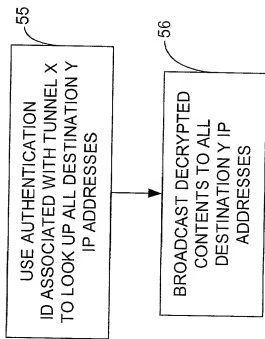 55
USE AUTHENTICATION
ID ASSOCIATED WITH TUNNEL X
TO LOOK UP ALL DESTINATION Y
IP ADDRESSES
56
BROADCAST DECRYPTED
CONTENTS TO ALL
DESTINATION Y IP
ADDRESSES